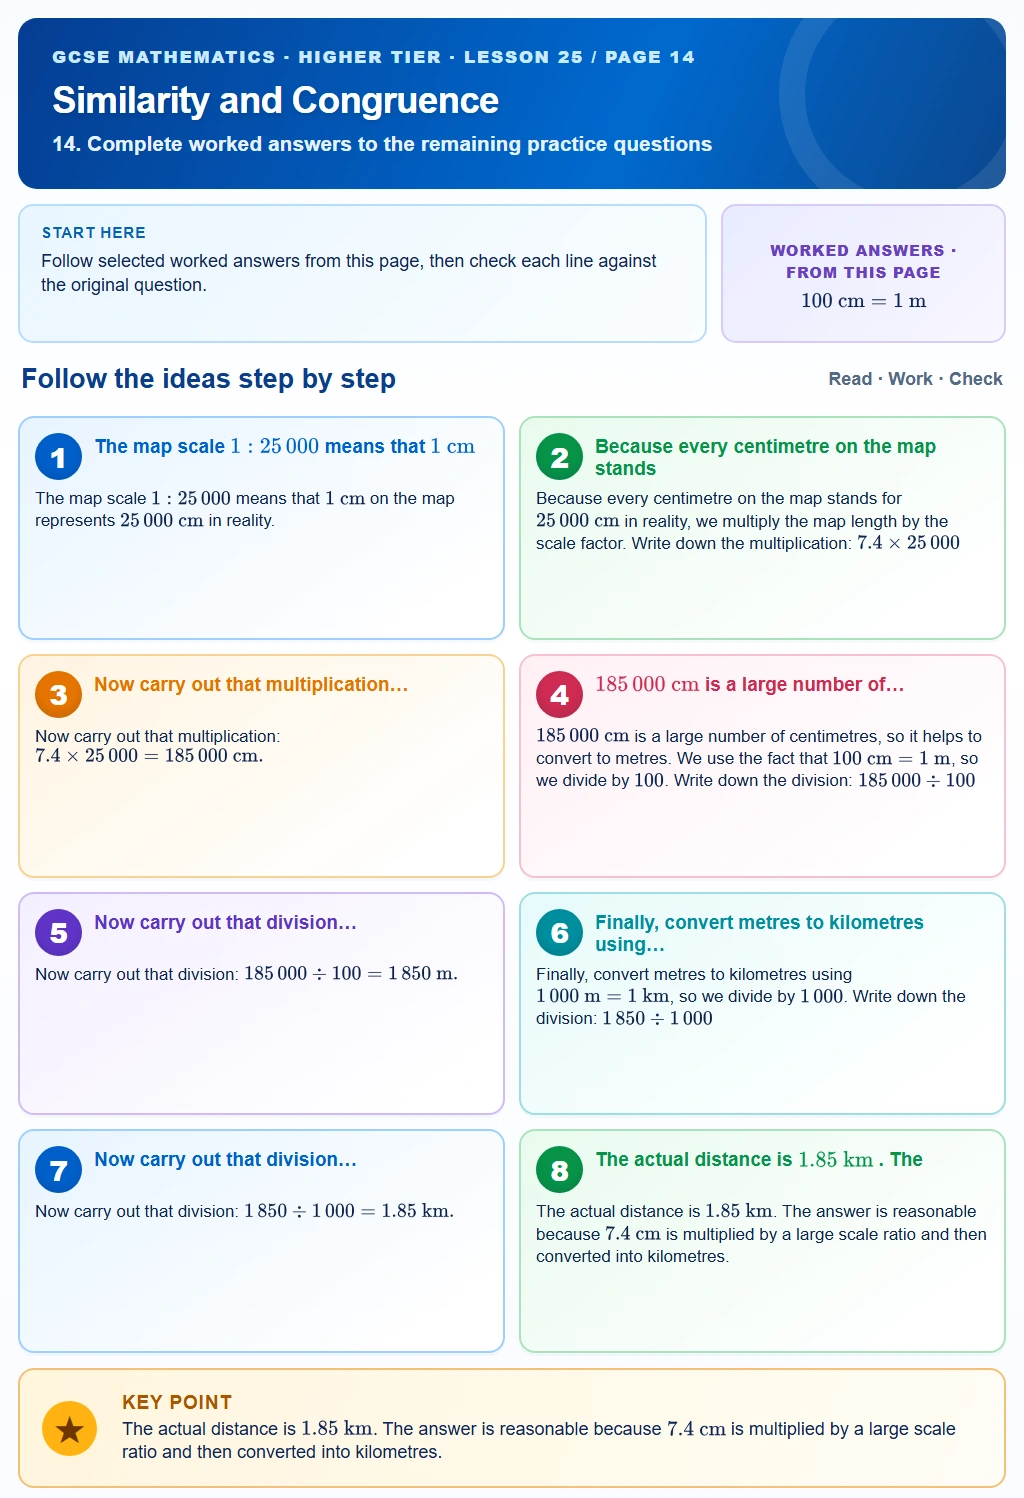 GCSE MATHEMATICS · HIGHER TIER · LESSON 25 / PAGE 14
Similarity and Congruence
14. Complete worked answers to the remaining practice questions
START HERE
Follow selected worked answers from this page, then check each line against
the original question.
WORKED ANSWERS ·
FROM THIS PAGE
100 cm = 1 m
Follow the ideas step by step
Read · Work · Check
1
The map scale 1 : 25 000 means that 1 cm
The map scale 1 : 25 000 means that 1 cm on the map
represents 25 000 cm in reality.
2
Because every centimetre on the map
stands
Because every centimetre on the map stands for
25 000 cm in reality, we multiply the map length by the
scale factor. Write down the multiplication: 7.4 × 25 000
3
Now carry out that multiplication…
Now carry out that multiplication:
7.4 × 25 000 = 185 000 cm.
4
185 000 cm is a large number of…
185 000 cm is a large number of centimetres, so it helps to
convert to metres. We use the fact that 100 cm = 1 m, so
we divide by 100. Write down the division: 185 000 ÷ 100
5
Now carry out that division…
Now carry out that division: 185 000 ÷ 100 = 1 850 m.
6
Finally, convert metres to kilometres
using…
Finally, convert metres to kilometres using
1 000 m = 1 km, so we divide by 1 000. Write down the
division: 1 850 ÷ 1 000
7
Now carry out that division…
Now carry out that division: 1 850 ÷ 1 000 = 1.85 km.
8
The actual distance is 1.85 km . The
The actual distance is 1.85 km. The answer is reasonable
because 7.4 cm is multiplied by a large scale ratio and then
converted into kilometres.
KEY POINT
The actual distance is 1.85 km. The answer is reasonable because 7.4 cm is multiplied by a large scale
ratio and then converted into kilometres.